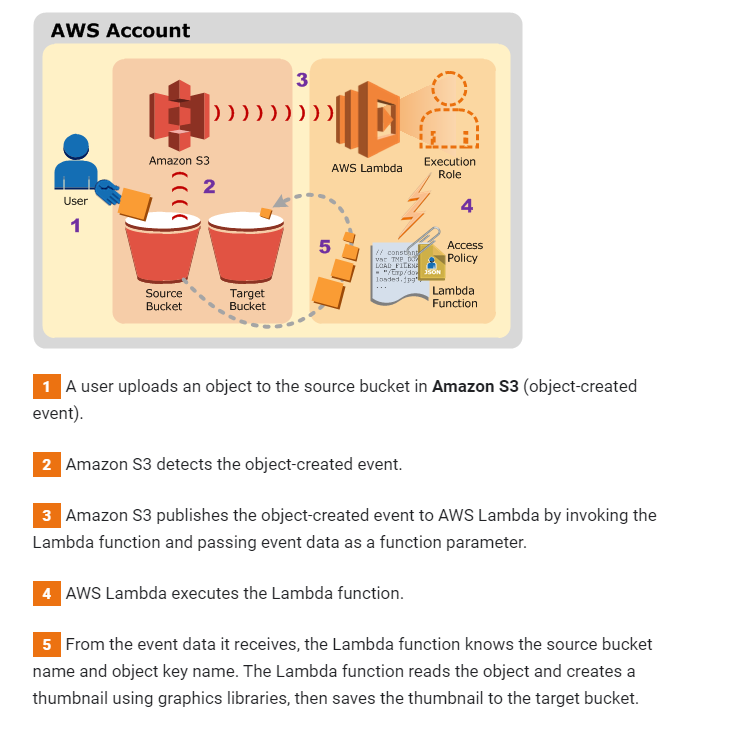 AWS Account
3
Amazon S3
AWS Lambda
Execution
Role
2
User
1
4
5
// constant
var TMP_DOW
LOAD_FILENA
= "/tmp/dow
loaded.jpg"
...
JSON
Access
Policy
Lambda
Function
Source
Bucket
Target
Bucket
1 A user uploads an object to the source bucket in Amazon S3 (object-created
event).
2 Amazon S3 detects the object-created event.
3 Amazon S3 publishes the object-created event to AWS Lambda by invoking the
Lambda function and passing event data as a function parameter.
4 AWS Lambda executes the Lambda function.
5 From the event data it receives, the Lambda function knows the source bucket
name and object key name. The Lambda function reads the object and creates a
thumbnail using graphics libraries, then saves the thumbnail to the target bucket.